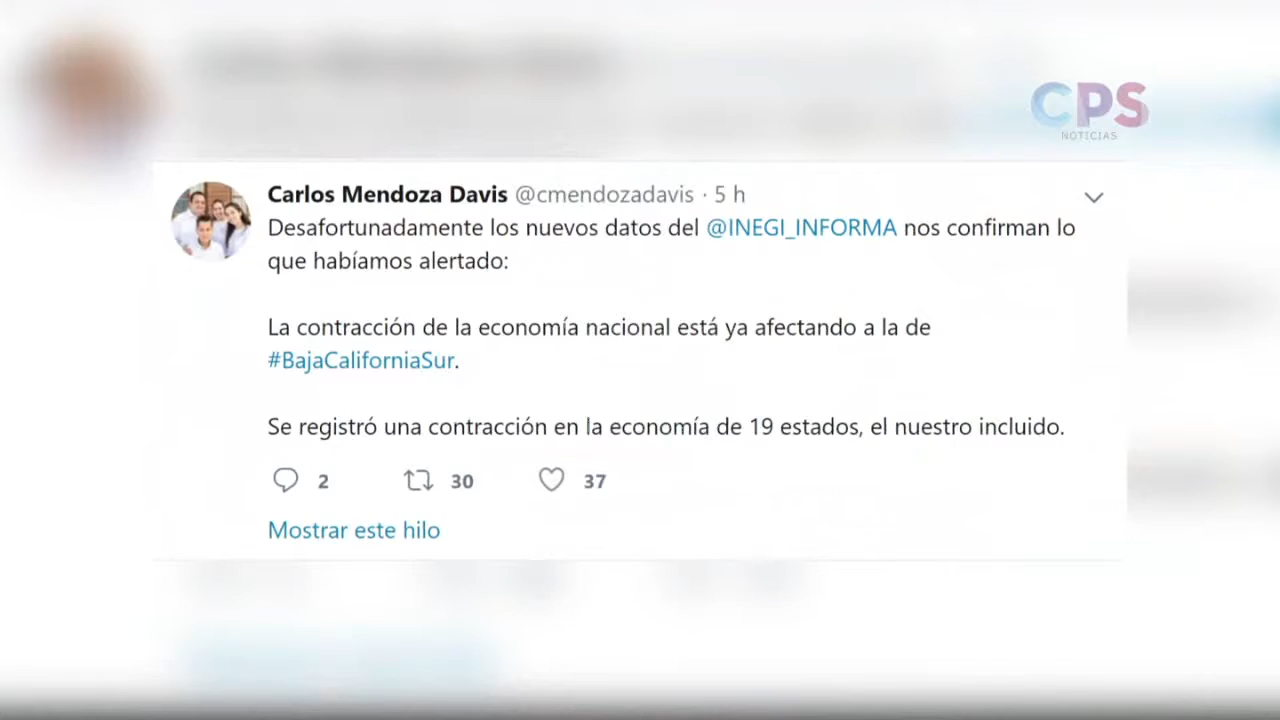 CPS
NOTICIAS
Carlos Mendoza Davis @cmendozadavis · 5 h
Desafortunadamente los nuevos datos del @INEGI_INFORMA nos confirman lo
que habíamos alertado:
La contracción de la economía nacional está ya afectando a la de
#BajaCaliforniaSur.
Se registró una contracción en la economía de 19 estados, el nuestro incluido.
2 30 37
Mostrar este hilo